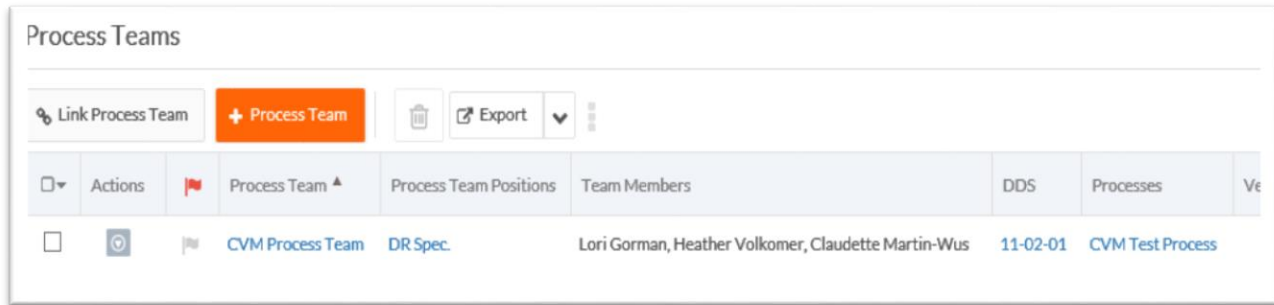 Process Teams
Link Process Team + Process Team Export
Actions Process Team Process Team Positions Team Members DDS Processes Ve
CVM Process Team DR Spec. Lori Gorman, Heather Volkomer, Claudette Martin-Wus 11-02-01 CVM Test Process